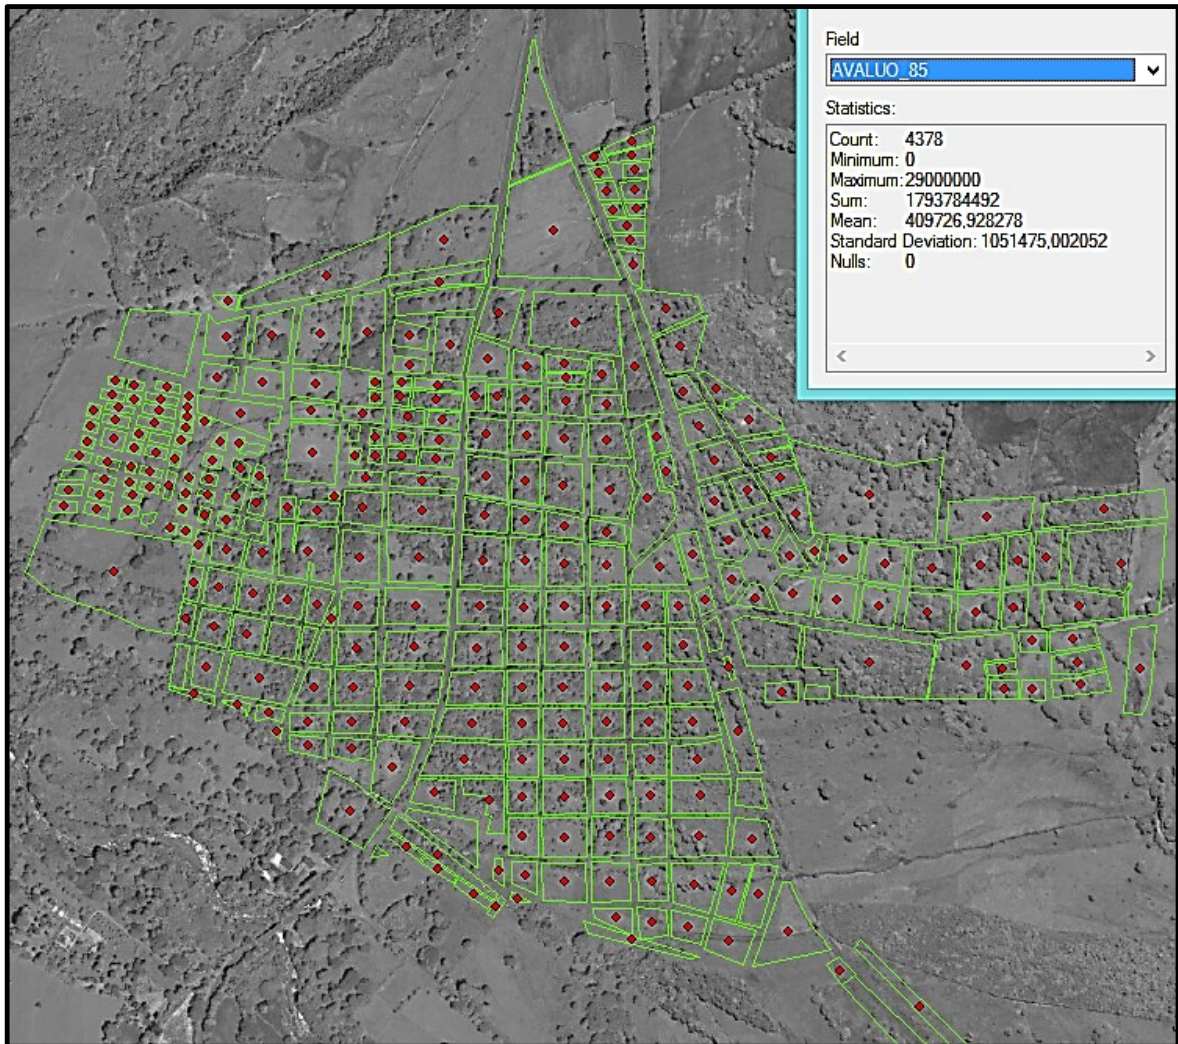 Field
AVALUO_85
Statistics:
Count: 4378
Minimum: 0
Maximum: 29000000
Sum: 1793784492
Mean: 409726,928278
Standard Deviation: 1051475,002052
Nulls: 0